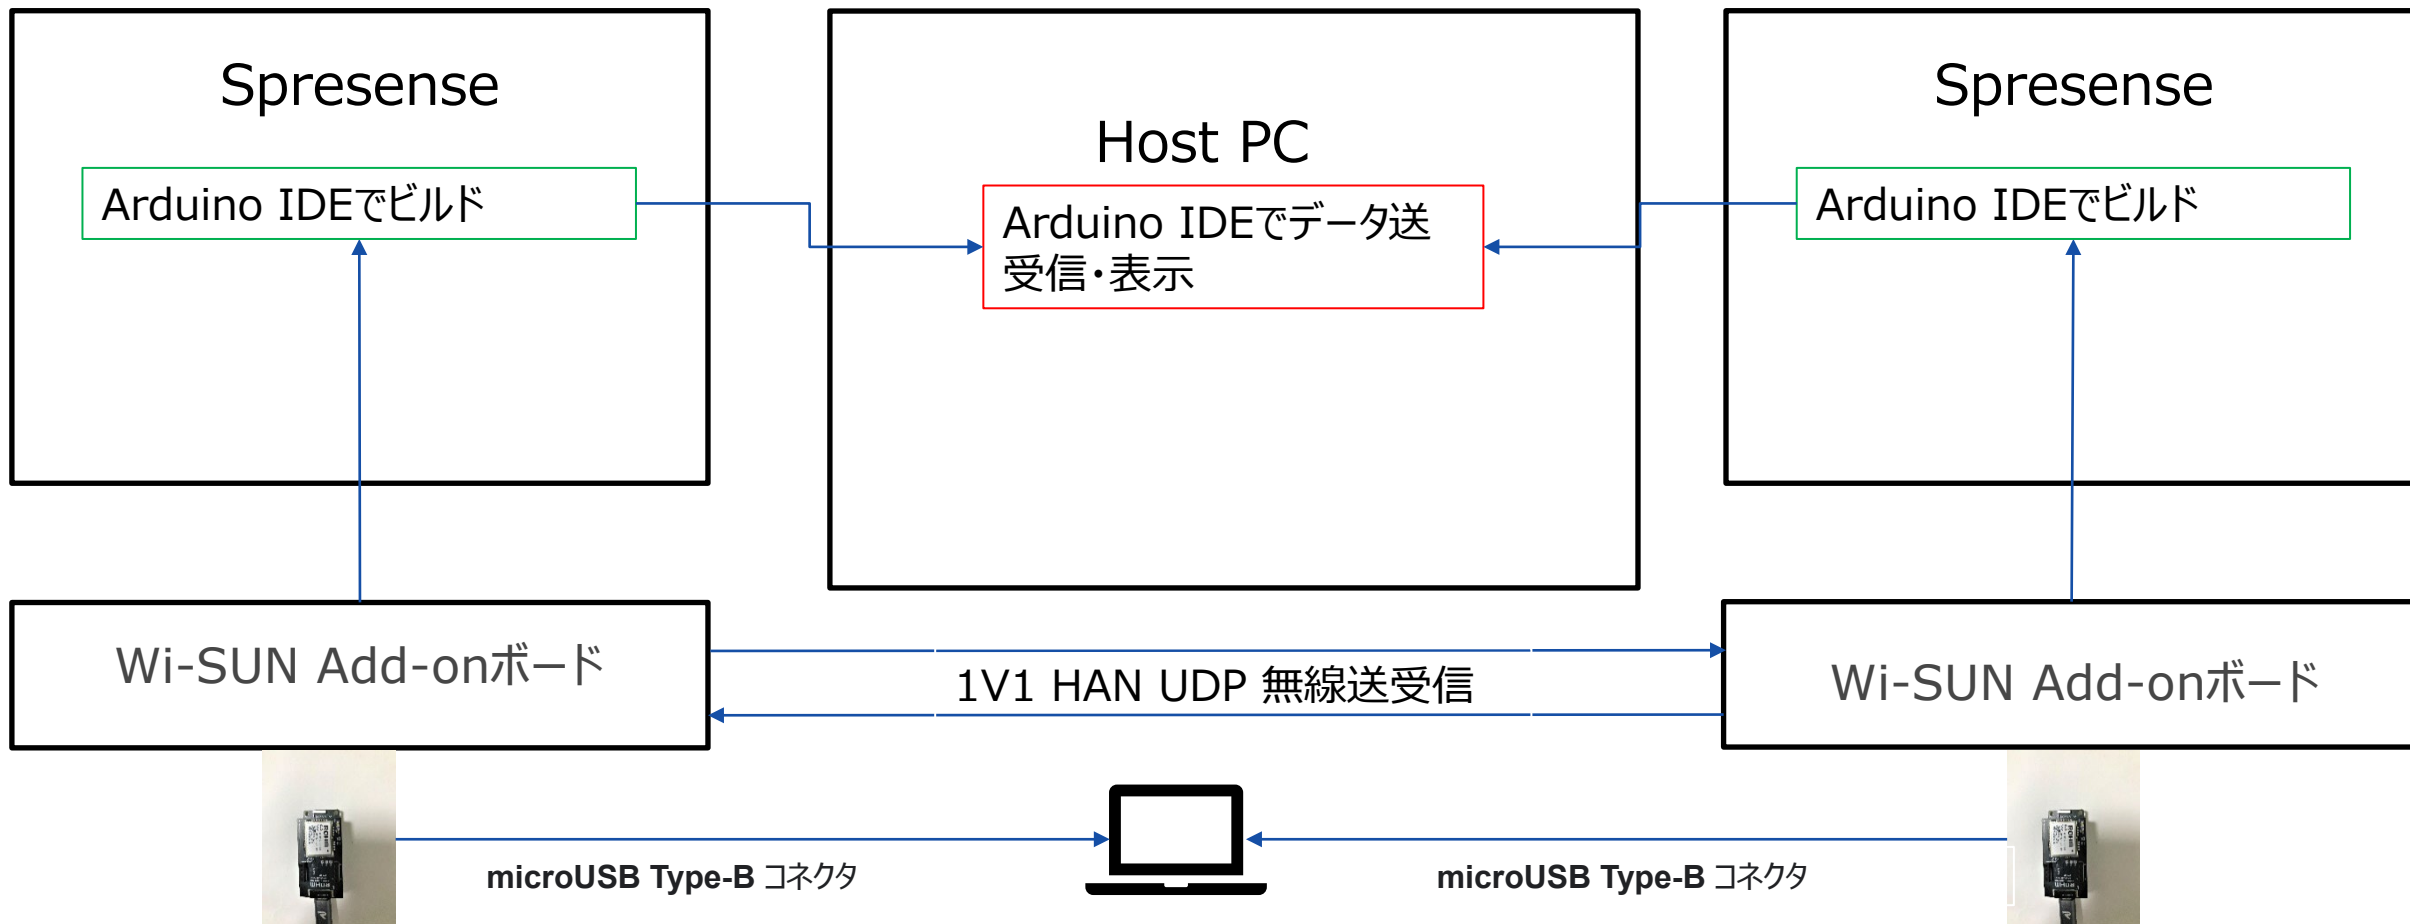 Spresense
Arduino IDEでビルド
Host PC
Arduino IDEでデータ送
受信・表示
Spresense
Arduino IDEでビルド
Wi-SUN Add-onボード
1V1 HAN UDP 無線送受信
Wi-SUN Add-onボード
microUSB Type-B コネクタ
microUSB Type-B コネクタ